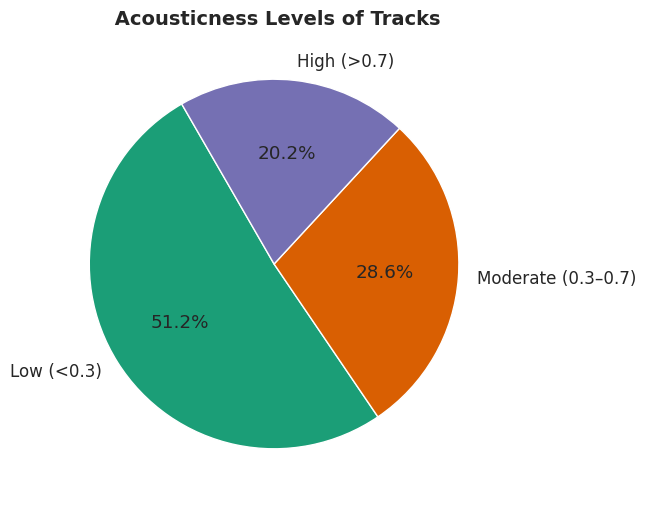 Acousticness Levels of Tracks
High (>0.7)
20.2%
28.6%
Moderate (0.3–0.7)
51.2%
Low (<0.3)